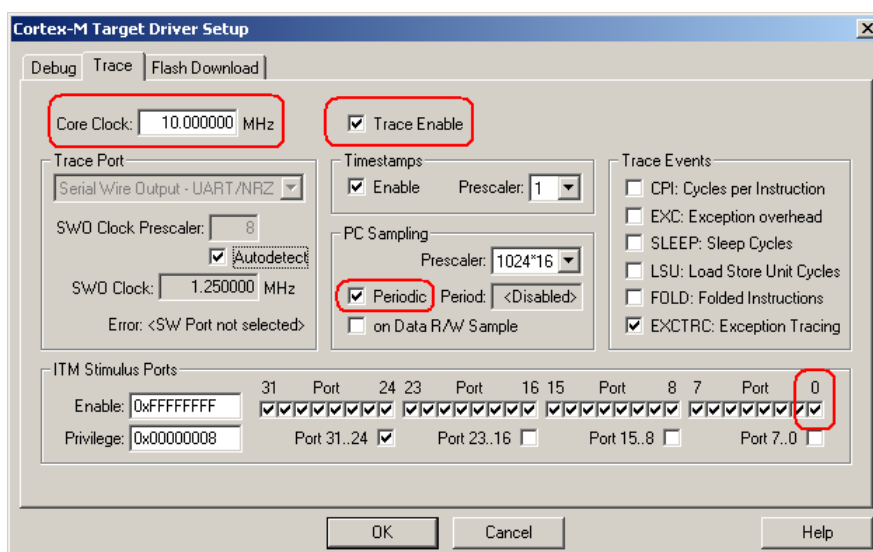 Cortex-M Target Driver Setup
Debug Trace Flash Download
Core Clock: 10.000000 MHz
Trace Enable
Trace Port
Serial Wire Output - UART/NRZ
SWO Clock Prescaler: 8
Autodetect
SWO Clock: 1.250000 MHz
Error: <SW Port not selected>
Timestamps
Enable Prescaler: 1
PC Sampling
Prescaler: 1024*16
Periodic Period: <Disabled>
on Data R/W Sample
Trace Events
CPI: Cycles per Instruction
EXC: Exception overhead
SLEEP: Sleep Cycles
LSU: Load Store Unit Cycles
FOLD: Folded Instructions
EXCTRC: Exception Tracing
ITM Stimulus Ports
31 Port 24 23 Port 16 15 Port 8 7 Port 0
Enable: 0xFFFFFFFF
Privilege: 0x00000008 Port 31..24 Port 23..16 Port 15..8 Port 7..0
OK Cancel Help